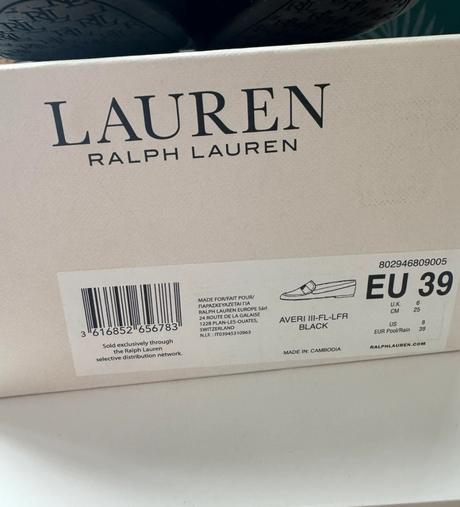 LAUREN
RALPH LAUREN
802946809005
EU 39
U.K. 6
CM 25
US 8
EUR Pool/Rain 39
3 616852 656783
Sold exclusively through
the Ralph Lauren
selective distribution network.
MADE FOR/FAIT POUR/
ΠΑΡΑΣΚΕΥΑΖΕΤΑΙ ΓΙΑ
RALPH LAUREN EUROPE Sàrl
24 ROUTE DE LA GALAISE
1228 PLAN-LES-OUATES,
SWITZERLAND
N.I.F. : IT03945310963
AVERI III-FL-LFR
BLACK
MADE IN: CAMBODIA
RALPHLAUREN.COM